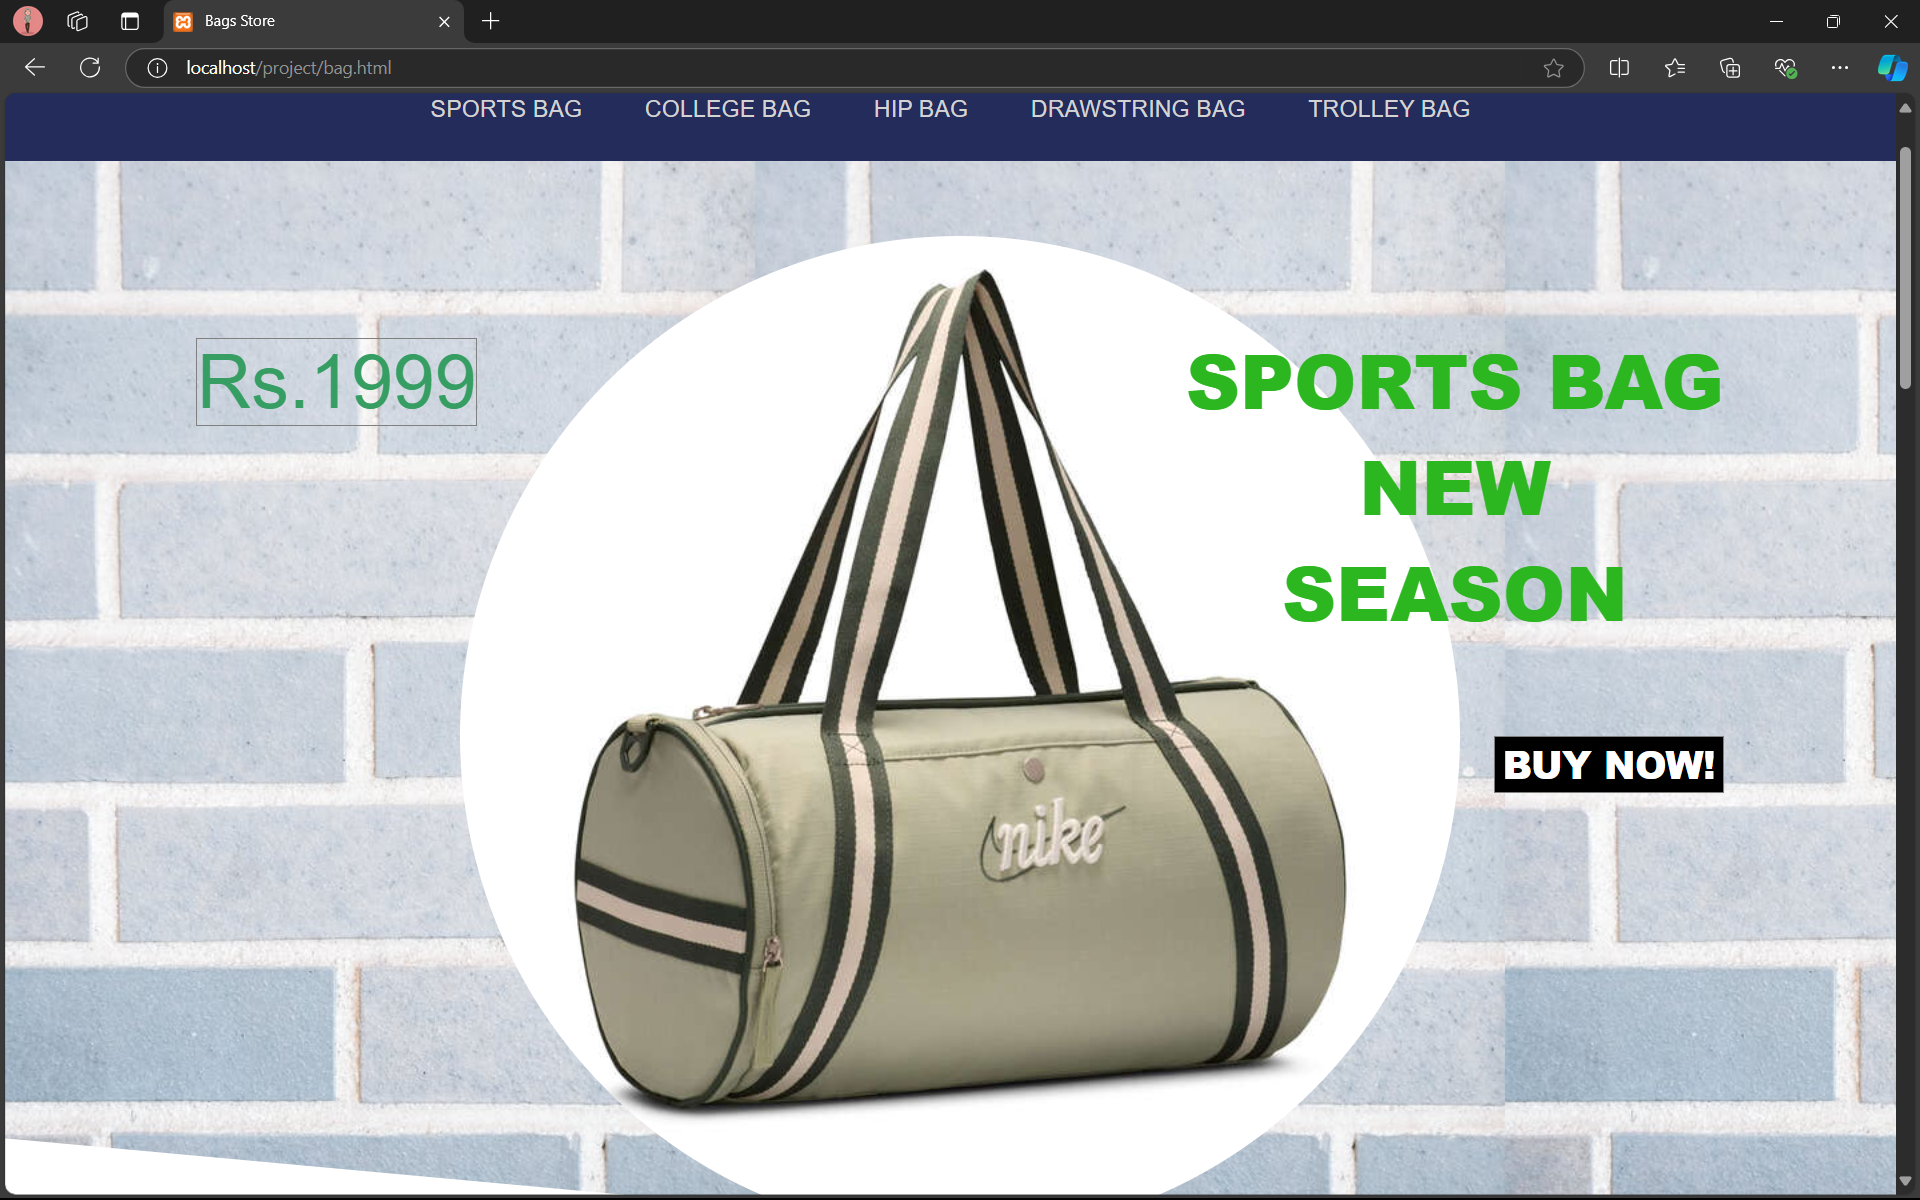 Bags Store
localhost/project/bag.html
SPORTS BAG COLLEGE BAG HIP BAG DRAWSTRING BAG TROLLEY BAG
Rs.1999
SPORTS BAG
NEW
SEASON
BUY NOW!
nike